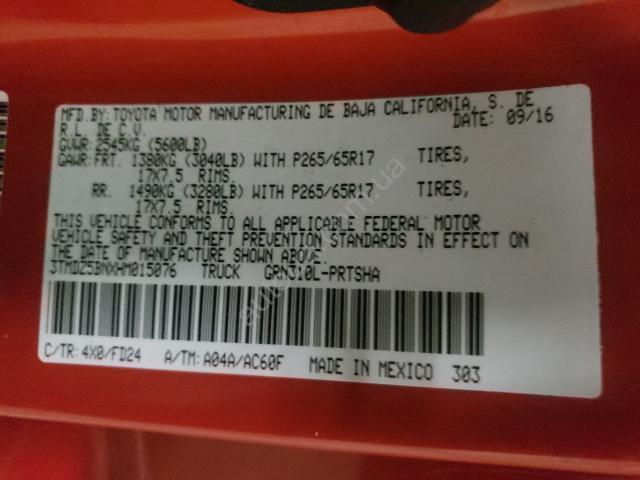 MFD.BY:TOYOTA MOTOR MANUFACTURING DE BAJA CALIFORNIA, S. DE
R.L. DE C.V. DATE: 09/16
GVWR:2545KG (5600LB)
GAWR:FRT. 1380KG (3040LB) WITH P265/65R17 TIRES,
17X7.5 RIMS.
RR. 1490KG (3280LB) WITH P265/65R17 TIRES,
17X7.5 RIMS.
THIS VEHICLE CONFORMS TO ALL APPLICABLE FEDERAL MOTOR
VEHICLE SAFETY AND THEFT PREVENTION STANDARDS IN EFFECT ON
THE DATE OF MANUFACTURE SHOWN ABOVE.
3TMDZ5BNXHM015076 TRUCK GRN310L-PRTSHA
C/TR:4X0/FD24 A/TM:A04A/AC60F MADE IN MEXICO 303